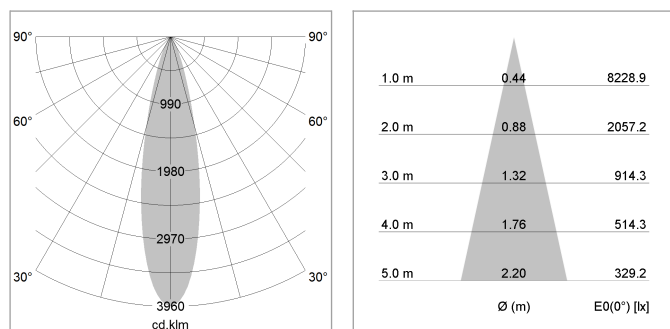 90° 90°
990
60° 60°
1980
2970
30° 30°
3960
cd.klm
1.0 m 0.44 8228.9
2.0 m 0.88 2057.2
3.0 m 1.32 914.3
4.0 m 1.76 514.3
5.0 m 2.20 329.2
Ø (m) E0(0°) [lx]